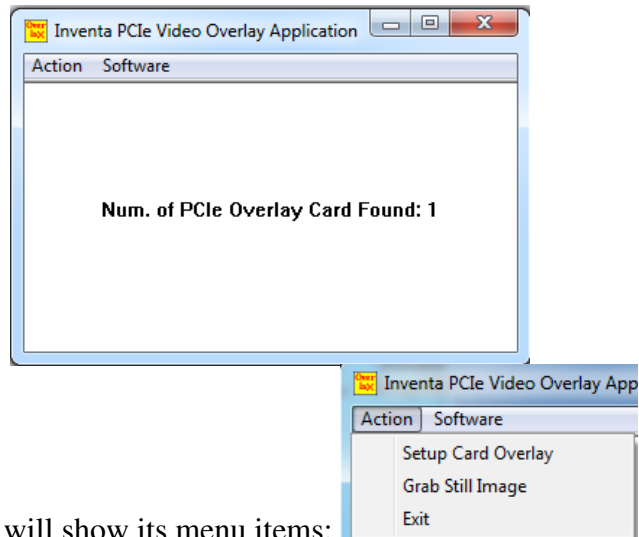 Inventa PCIe Video Overlay Application
Action Software
Num. of PCIe Overlay Card Found: 1
Inventa PCIe Video Overlay App
Action Software
Setup Card Overlay
Grab Still Image
Exit
will show its menu items: